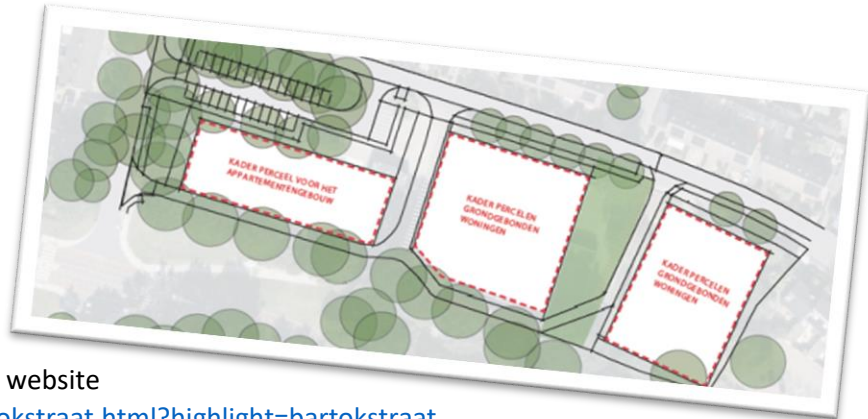 KADER PERCEEL VOOR HET
APPARTEMENTENGEBOUW
KADER PERCELEN
GRONDGEBONDEN
WONINGEN
KADER PERCELEN
GRONDGEBONDEN
WONINGEN
website
okstraat.html?highlight=bartokstraat